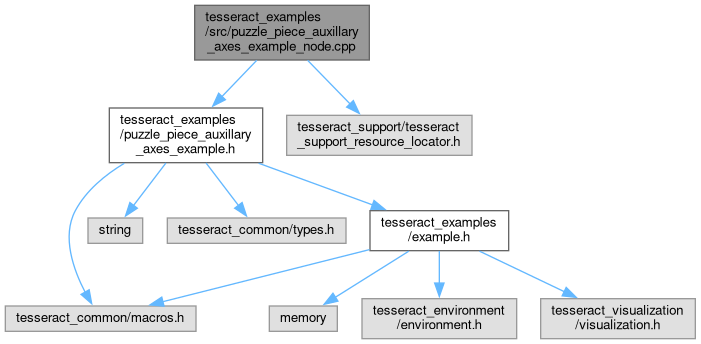 tesseract_examples
/src/puzzle_piece_auxillary
_axes_example_node.cpp
tesseract_examples
/puzzle_piece_auxillary
_axes_example.h
tesseract_support/tesseract
_support_resource_locator.h
string
tesseract_common/types.h
tesseract_examples
/example.h
tesseract_common/macros.h
memory
tesseract_environment
/environment.h
tesseract_visualization
/visualization.h